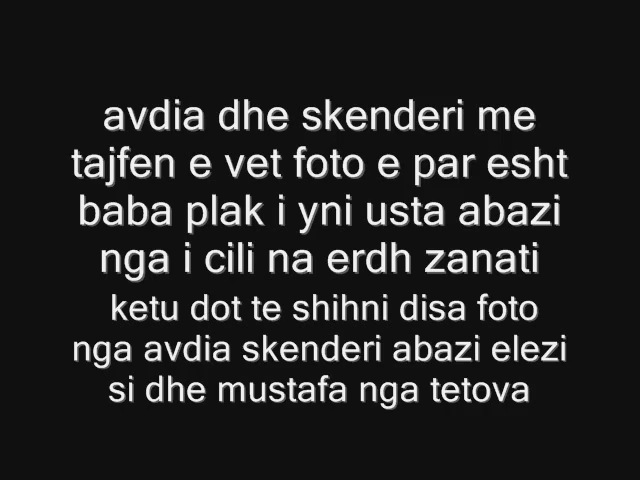 avdia dhe skenderi me
tajfen e vet foto e par esht
baba plak i yni usta abazi
nga i cili na erdh zanati
ketu dot te shihni disa foto
nga avdia skenderi abazi elezi
si dhe mustafa nga tetova